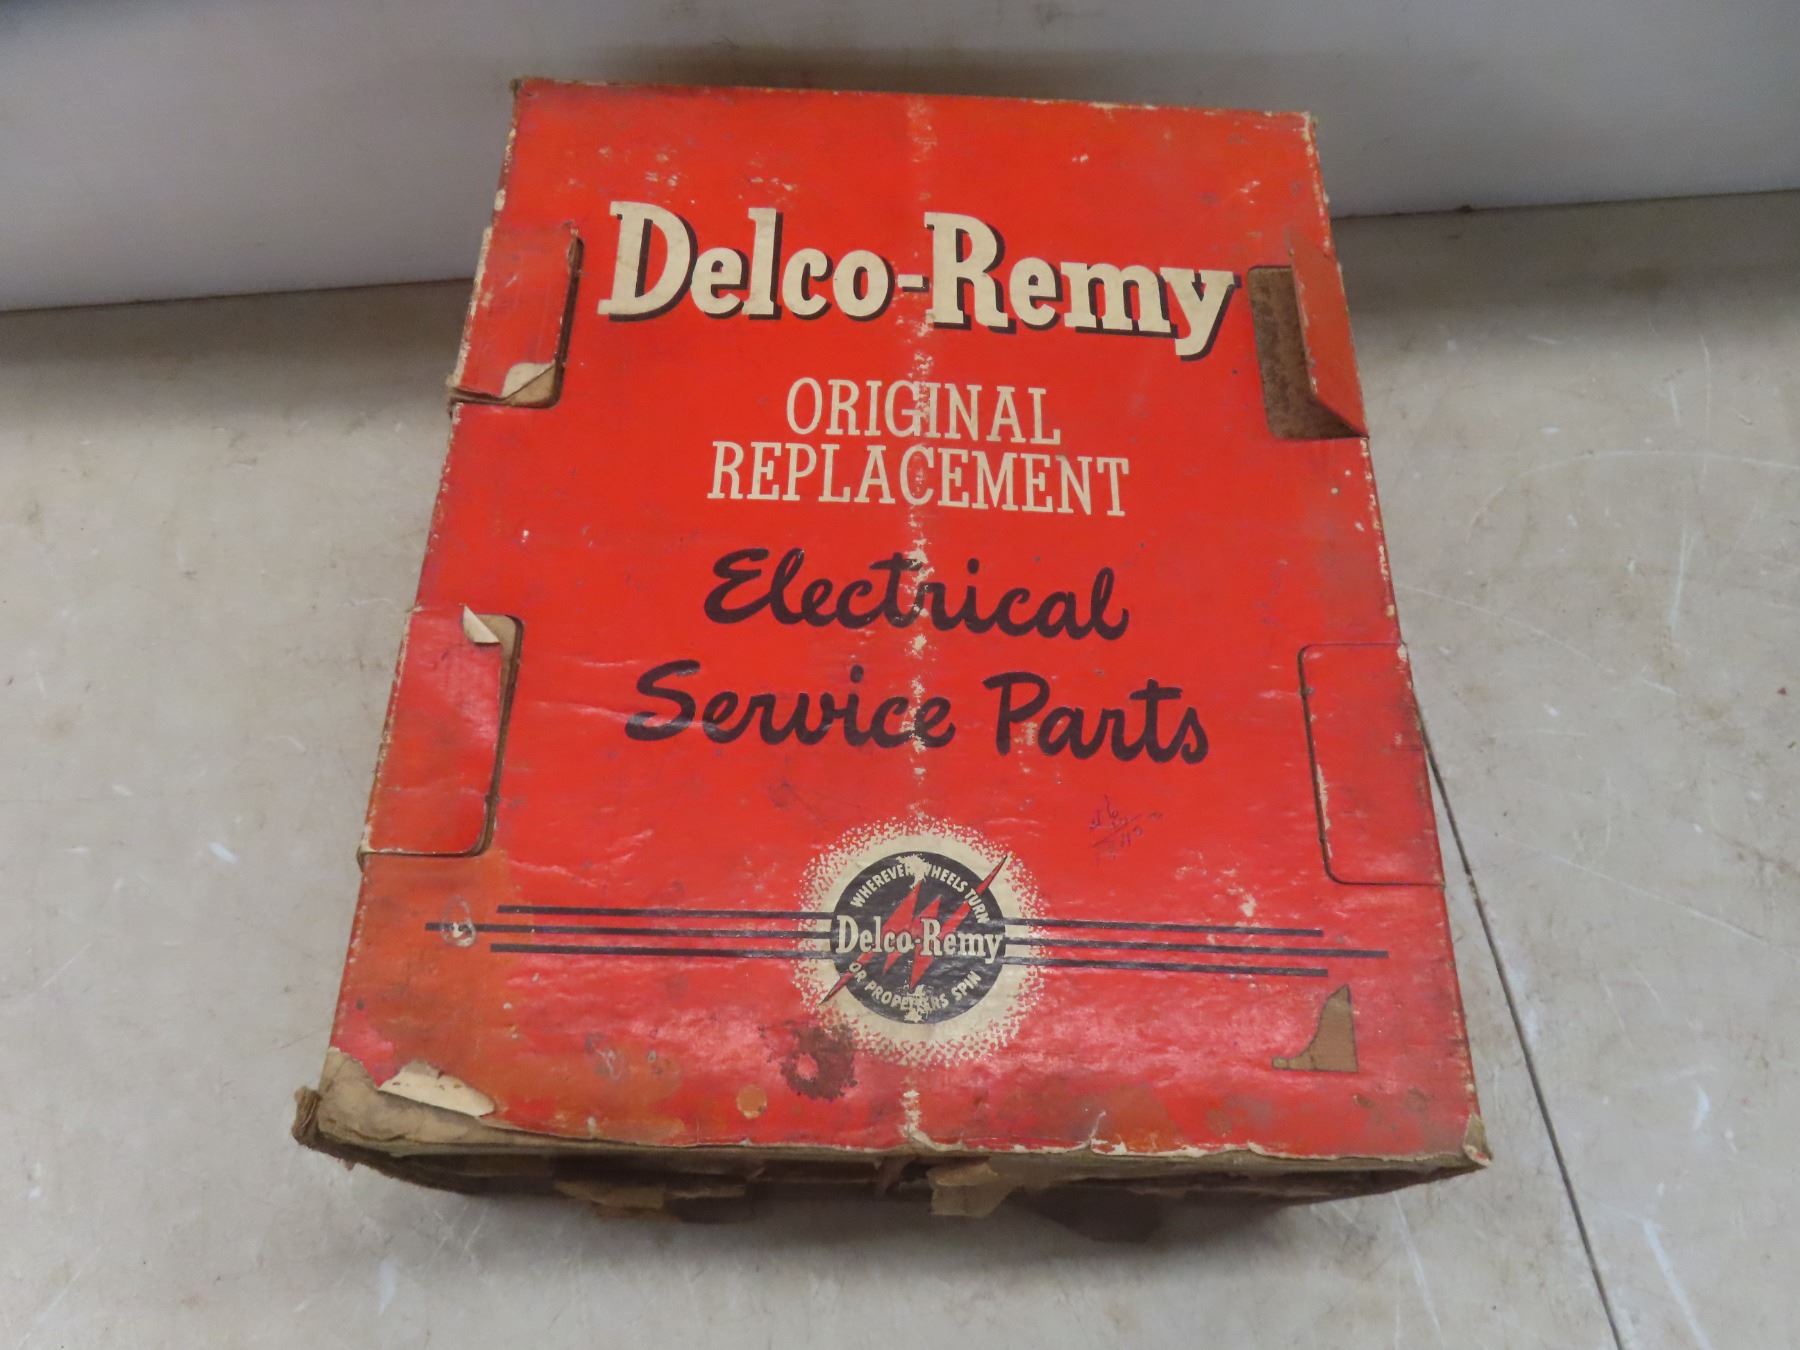 Delco-Remy
ORIGINAL
REPLACEMENT
Electrical
Service Parts
WHEREVER WHEELS TURN
Delco-Remy
OR PROPELLERS SPIN